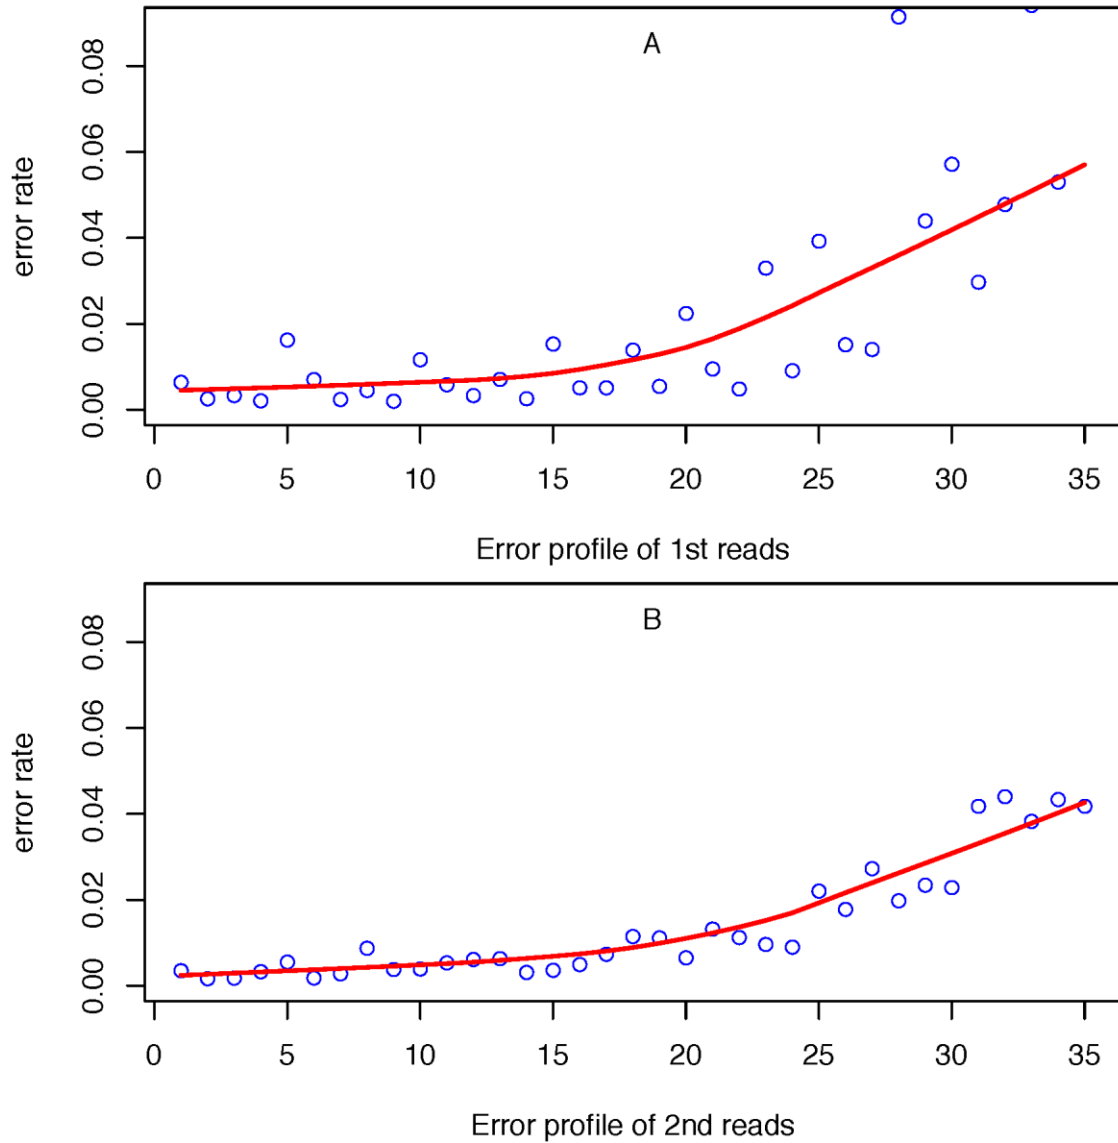 A
error rate
0.08
0.06
0.04
0.02
0.00
0 5 10 15 20 25 30 35
Error profile of 1st reads
B
error rate
0.08
0.06
0.04
0.02
0.00
0 5 10 15 20 25 30 35
Error profile of 2nd reads